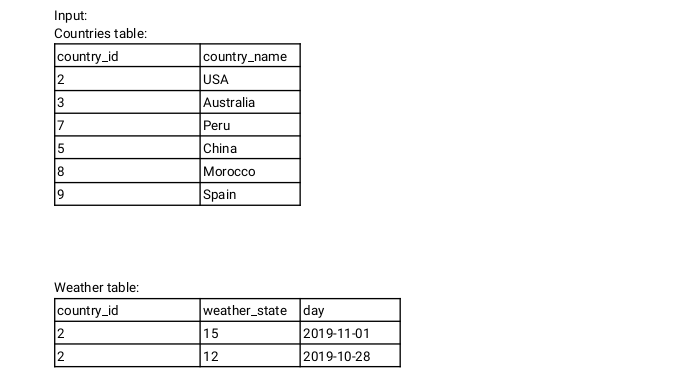 Input:
Countries table:
country_id country_name
2 USA
3 Australia
7 Peru
5 China
8 Morocco
9 Spain
Weather table:
country_id weather_state day
2 15 2019-11-01
2 12 2019-10-28